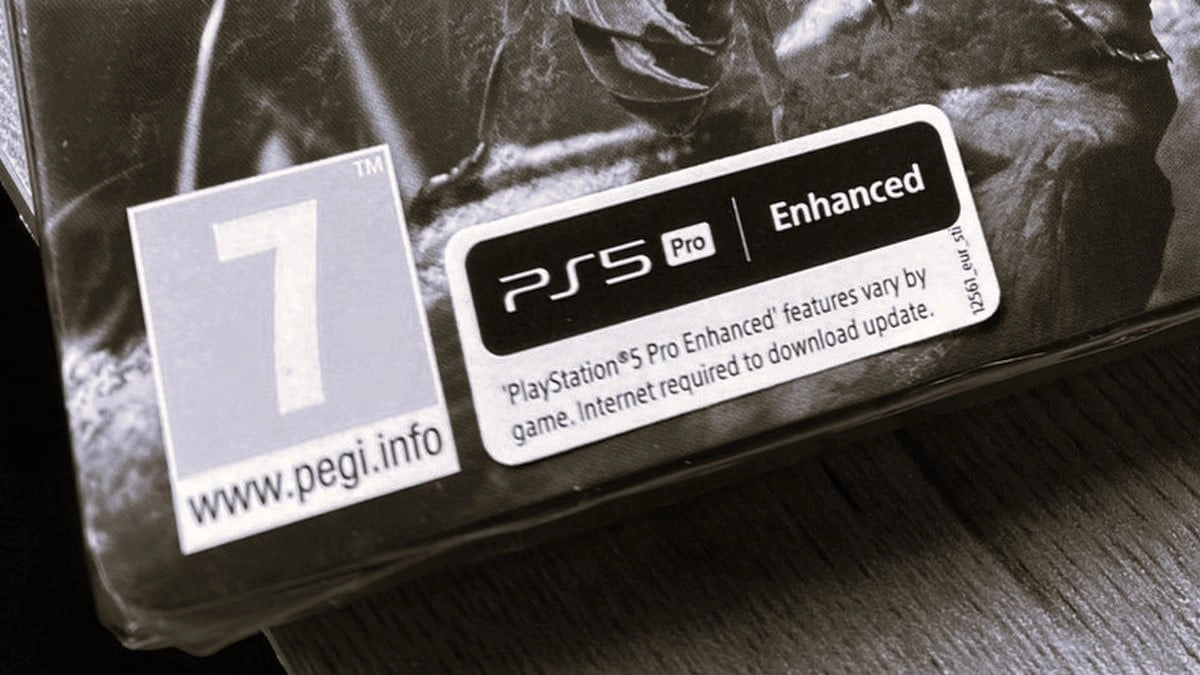 7
TM
www.pegi.info
PS5 Pro | Enhanced
'PlayStation®5 Pro Enhanced' features vary by
game. Internet required to download update.